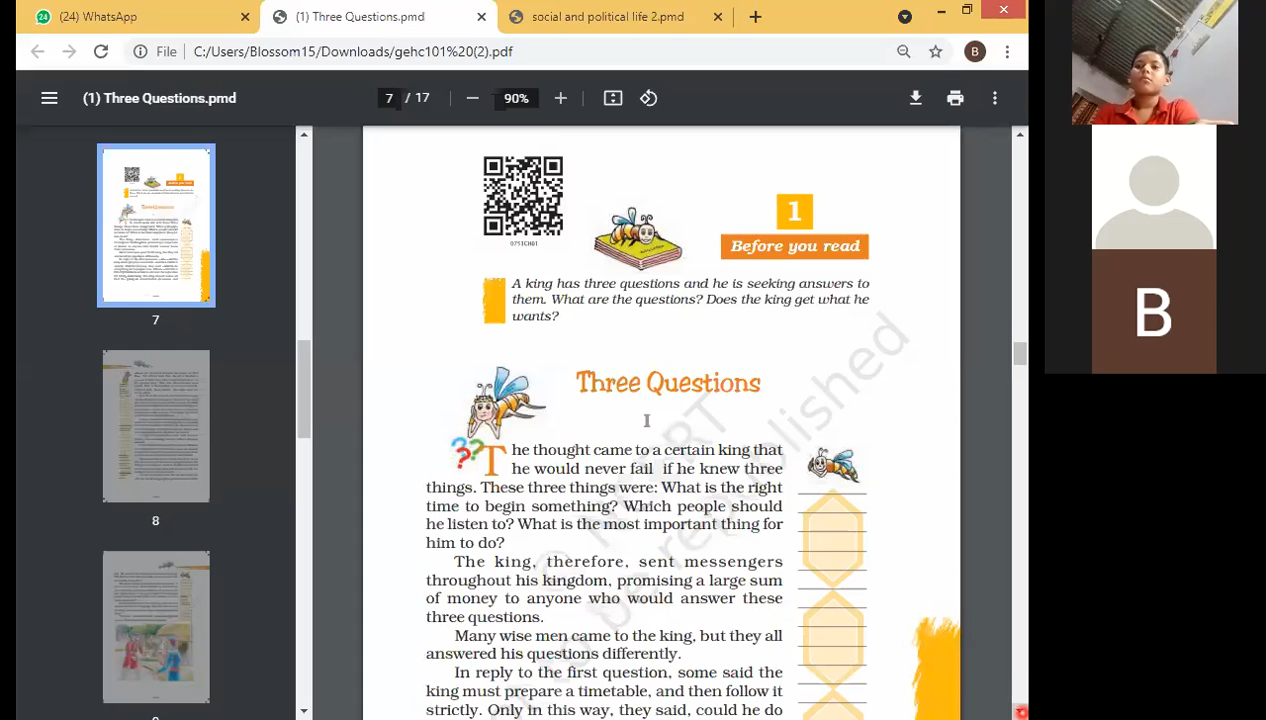 24
(24) WhatsApp
(1) Three Questions.pmd
social and political life 2.pmd
File
C:/Users/Blossom15/Downloads/gehc101%20(2).pdf
B
(1) Three Questions.pmd
7 / 17
90%
7
8
0751CH01
1
Before you read
A king has three questions and he is seeking answers to
them. What are the questions? Does the king get what he
wants?
Three Questions
I
The thought came to a certain king that
he would never fail if he knew three
things. These three things were: What is the right
time to begin something? Which people should
he listen to? What is the most important thing for
him to do?
The king, therefore, sent messengers
throughout his kingdom, promising a large sum
of money to anyone who would answer these
three questions.
Many wise men came to the king, but they all
answered his questions differently.
In reply to the first question, some said the
king must prepare a timetable, and then follow it
strictly. Only in this way, they said, could he do
B